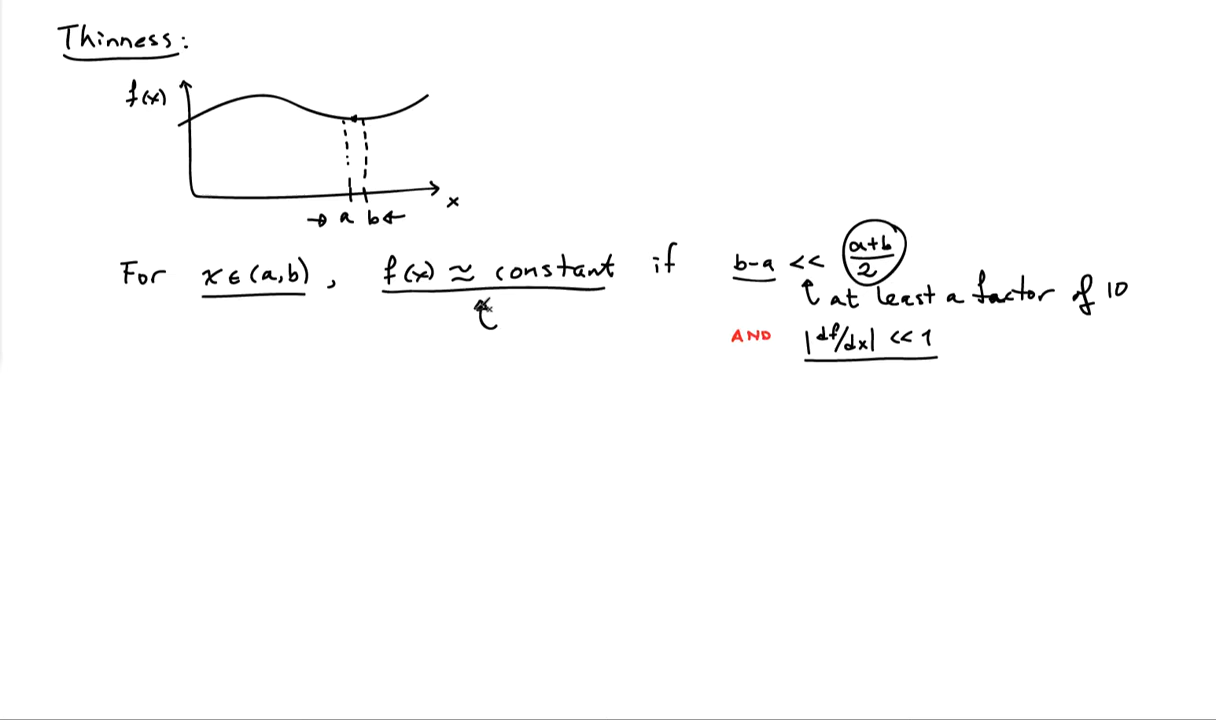 Thinness:
f(x)
x
→ a b ←
For x ∈ (a,b), f(x) ≈ constant if b-a << (a+b)/2
↑ at least a factor of 10
AND |df/dx| << 1